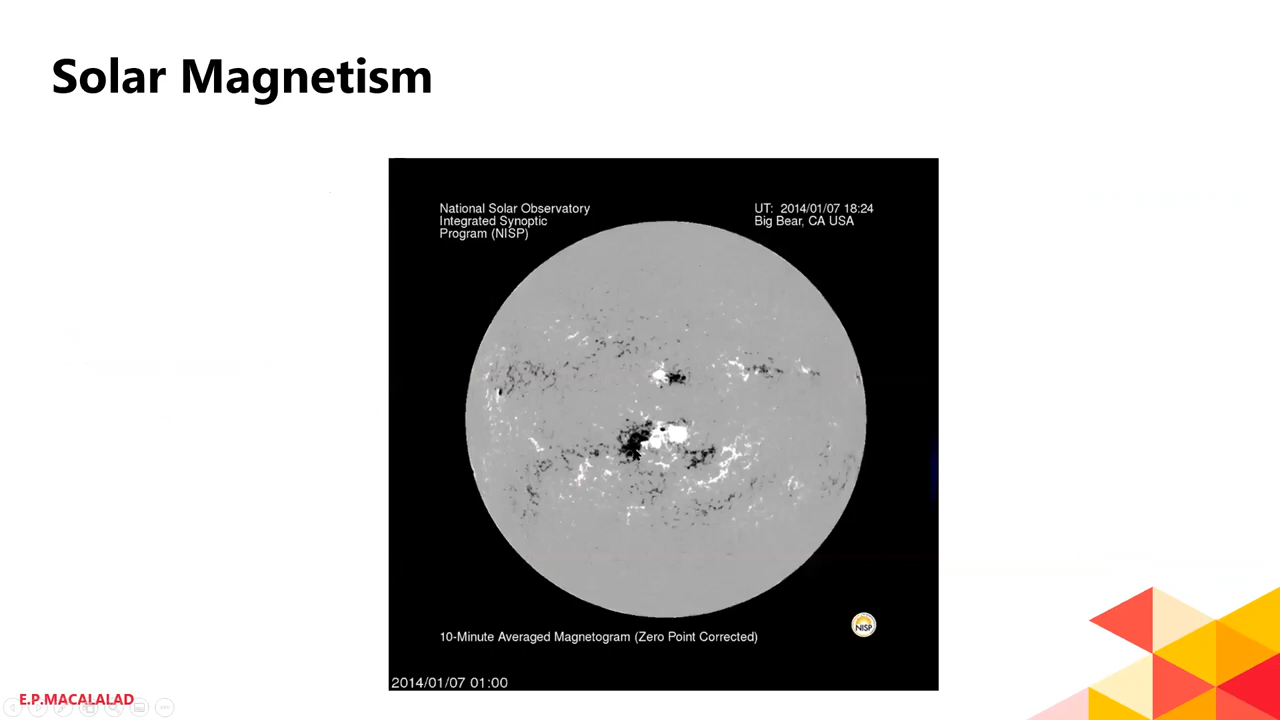 Solar Magnetism
National Solar Observatory
Integrated Synoptic
Program (NISP)
UT: 2014/01/07 18:24
Big Bear, CA USA
NISP
10-Minute Averaged Magnetogram (Zero Point Corrected)
2014/01/07 01:00
E.P.MACALALAD